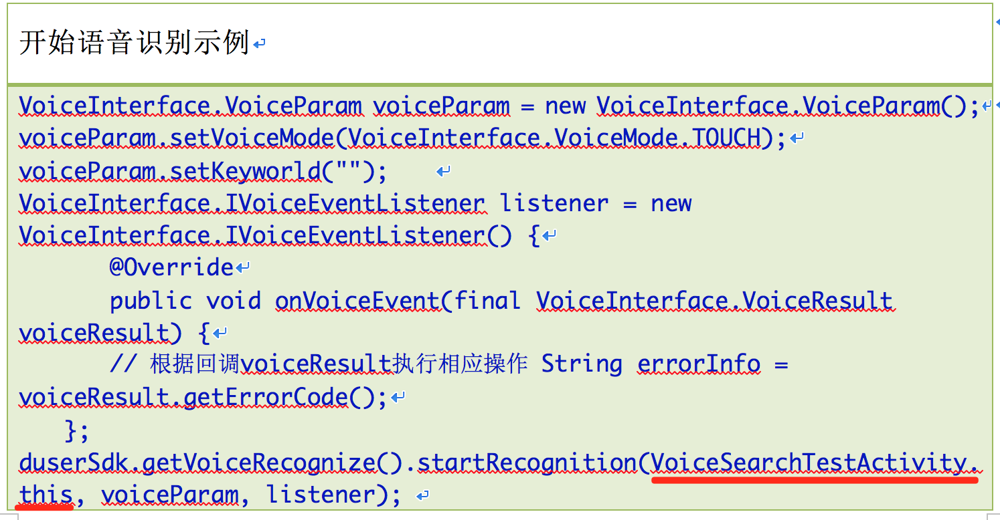 开始语音识别示例
VoiceInterface.VoiceParam voiceParam = new VoiceInterface.VoiceParam();
voiceParam.setVoiceMode(VoiceInterface.VoiceMode.TOUCH);
voiceParam.setKeyworld("");
VoiceInterface.IVoiceEventListener listener = new
VoiceInterface.IVoiceEventListener() {
@Override
public void onVoiceEvent(final VoiceInterface.VoiceResult
voiceResult) {
// 根据回调voiceResult执行相应操作 String errorInfo =
voiceResult.getErrorCode();
};
duserSdk.getVoiceRecognize().startRecognition(VoiceSearchTestActivity.
this, voiceParam, listener);